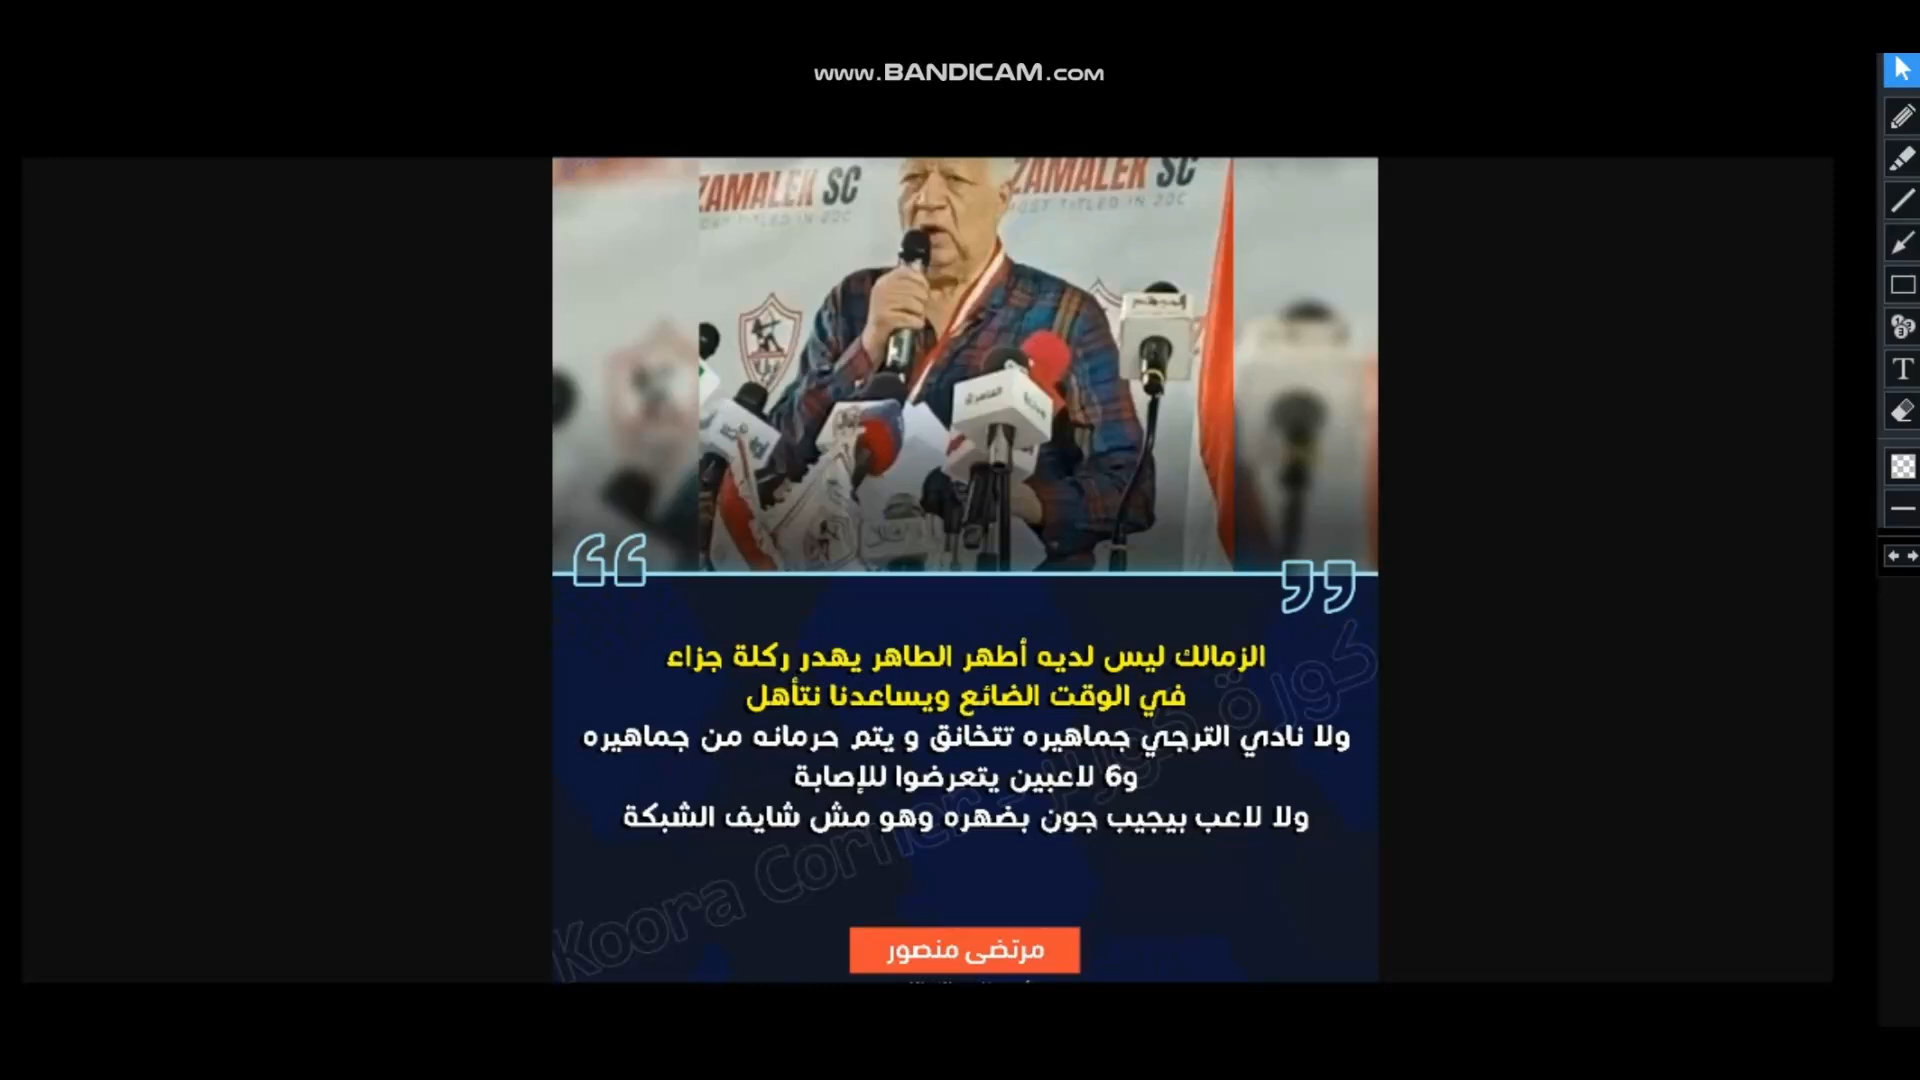 www.BANDICAM.com
ZAMALEK SC
ZAMALEK SC
الزمالك ليس لديه أطهر الطاهر يهدر ركلة جزاء
في الوقت الضائع ويساعدنا نتأهل
ولا نادي الترجي جماهيره تتخانق و يتم حرمانه من جماهيره
و6 لاعبين يتعرضوا للإصابة
ولا لاعب بيجيب جون بضهره وهو مش شايف الشبكة
كورة كورنر - Koora Corner
مرتضى منصور